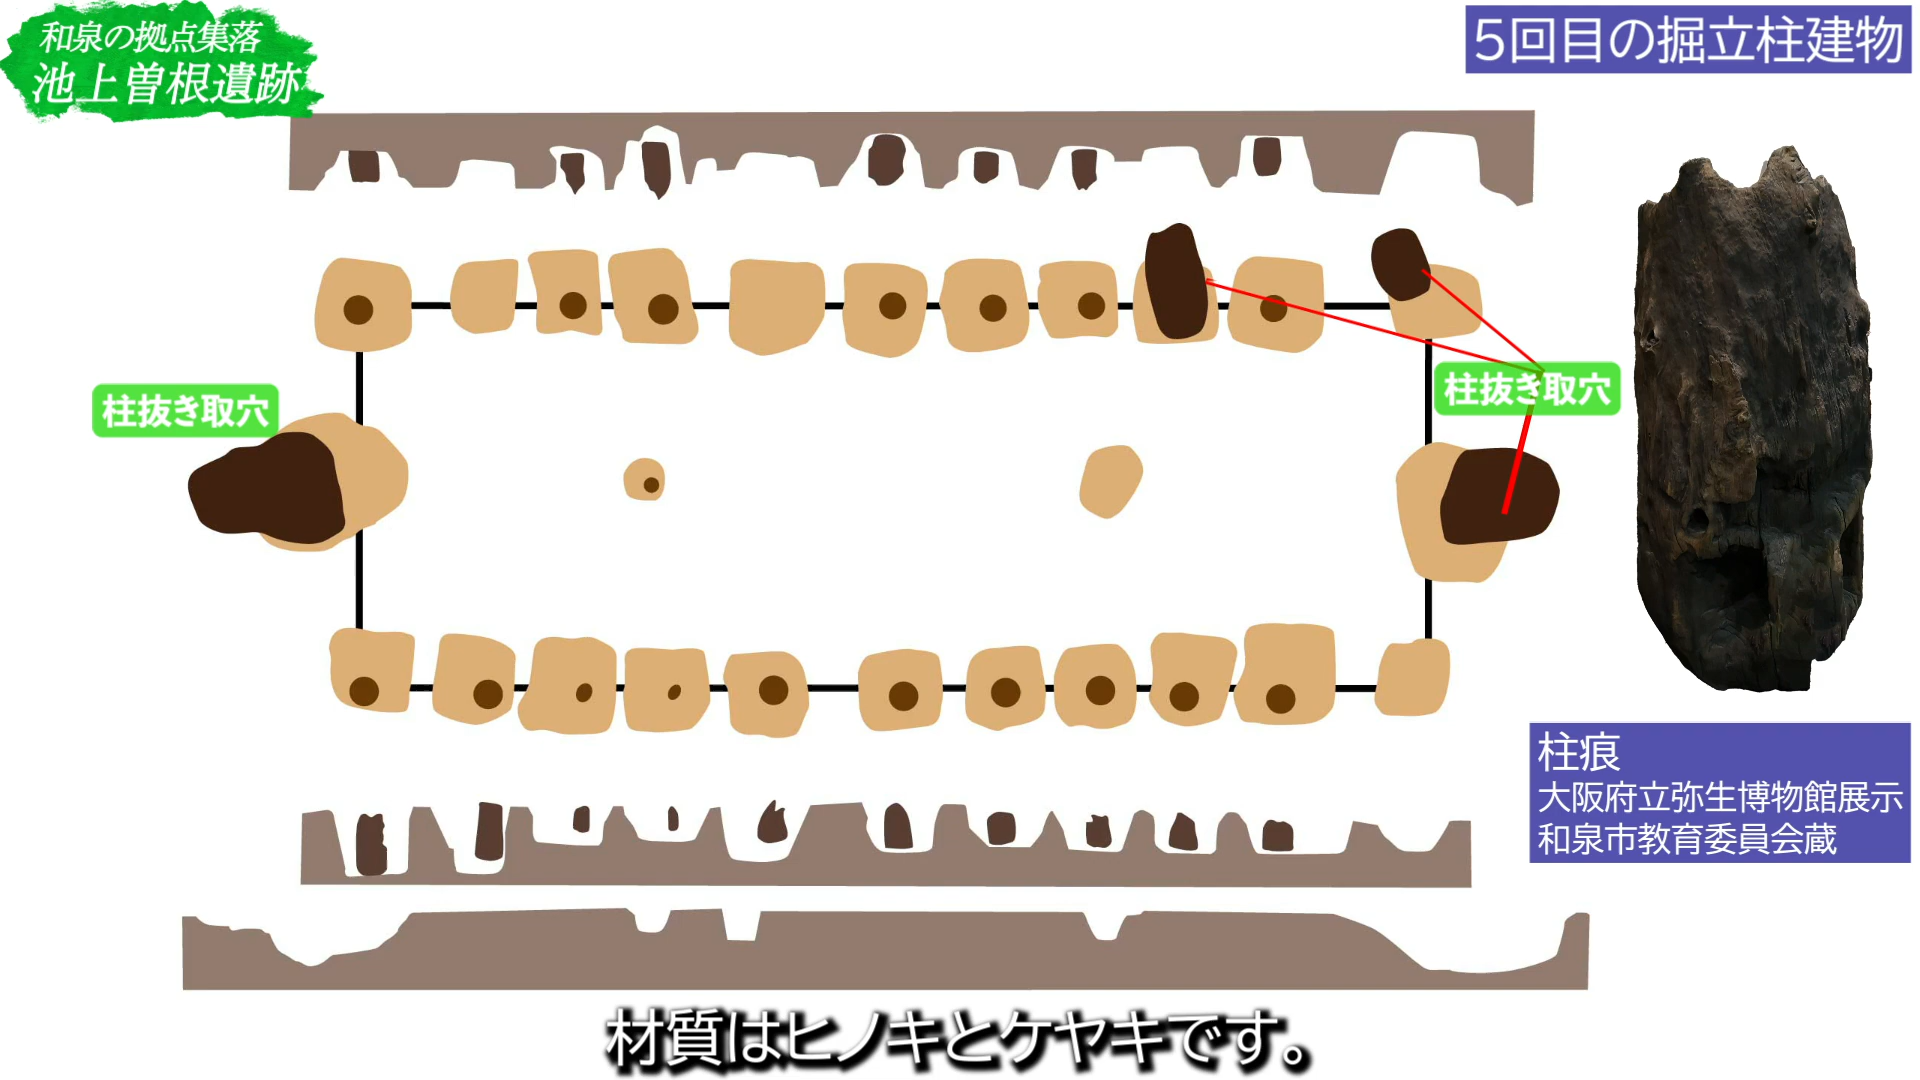 和泉の拠点集落
池上曽根遺跡
5回目の掘立柱建物
柱抜き取穴
柱抜き取穴
柱痕
大阪府立弥生博物館展示
和泉市教育委員会蔵
材質はヒノキとケヤキです。